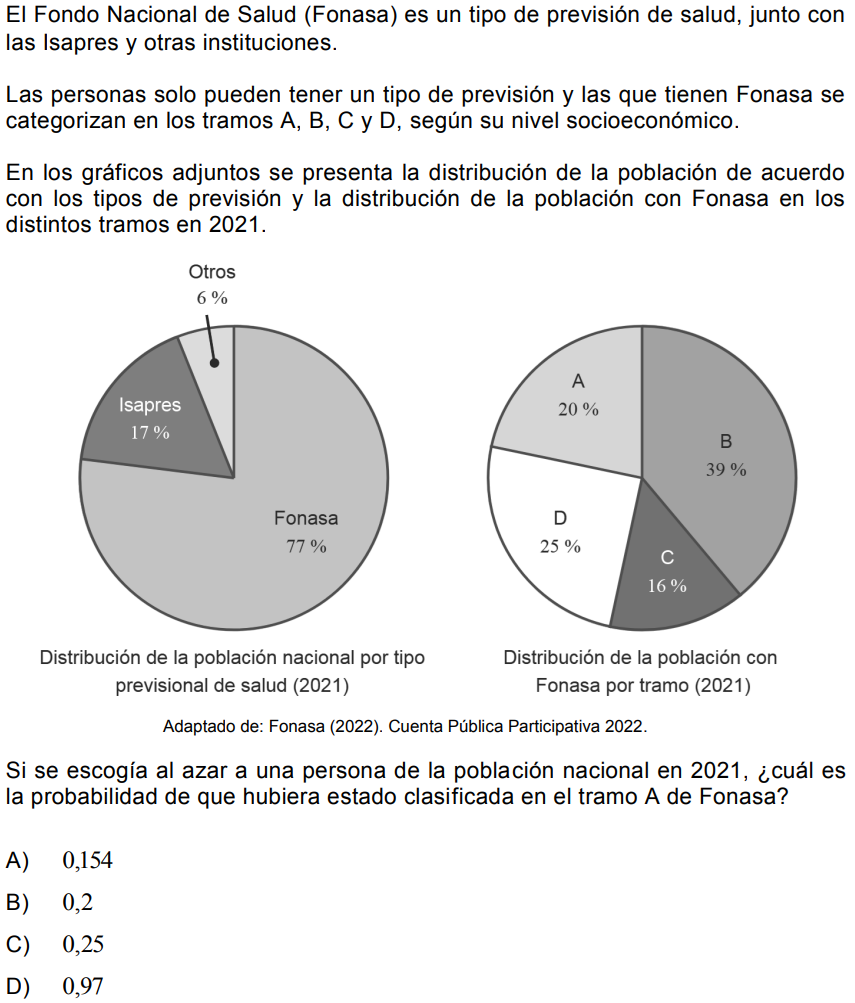 El Fondo Nacional de Salud (Fonasa) es un tipo de previsión de salud, junto con
las Isapres y otras instituciones.
Las personas solo pueden tener un tipo de previsión y las que tienen Fonasa se
categorizan en los tramos A, B, C y D, según su nivel socioeconómico.
En los gráficos adjuntos se presenta la distribución de la población de acuerdo
con los tipos de previsión y la distribución de la población con Fonasa en los
distintos tramos en 2021.
Otros
6 %
Isapres
17 %
Fonasa
77 %
Distribución de la población nacional por tipo
previsional de salud (2021)
A
20 %
B
39 %
D
25 %
C
16 %
Distribución de la población con
Fonasa por tramo (2021)
Adaptado de: Fonasa (2022). Cuenta Pública Participativa 2022.
Si se escogía al azar a una persona de la población nacional en 2021, ¿cuál es
la probabilidad de que hubiera estado clasificada en el tramo A de Fonasa?
A) 0,154
B) 0,2
C) 0,25
D) 0,97